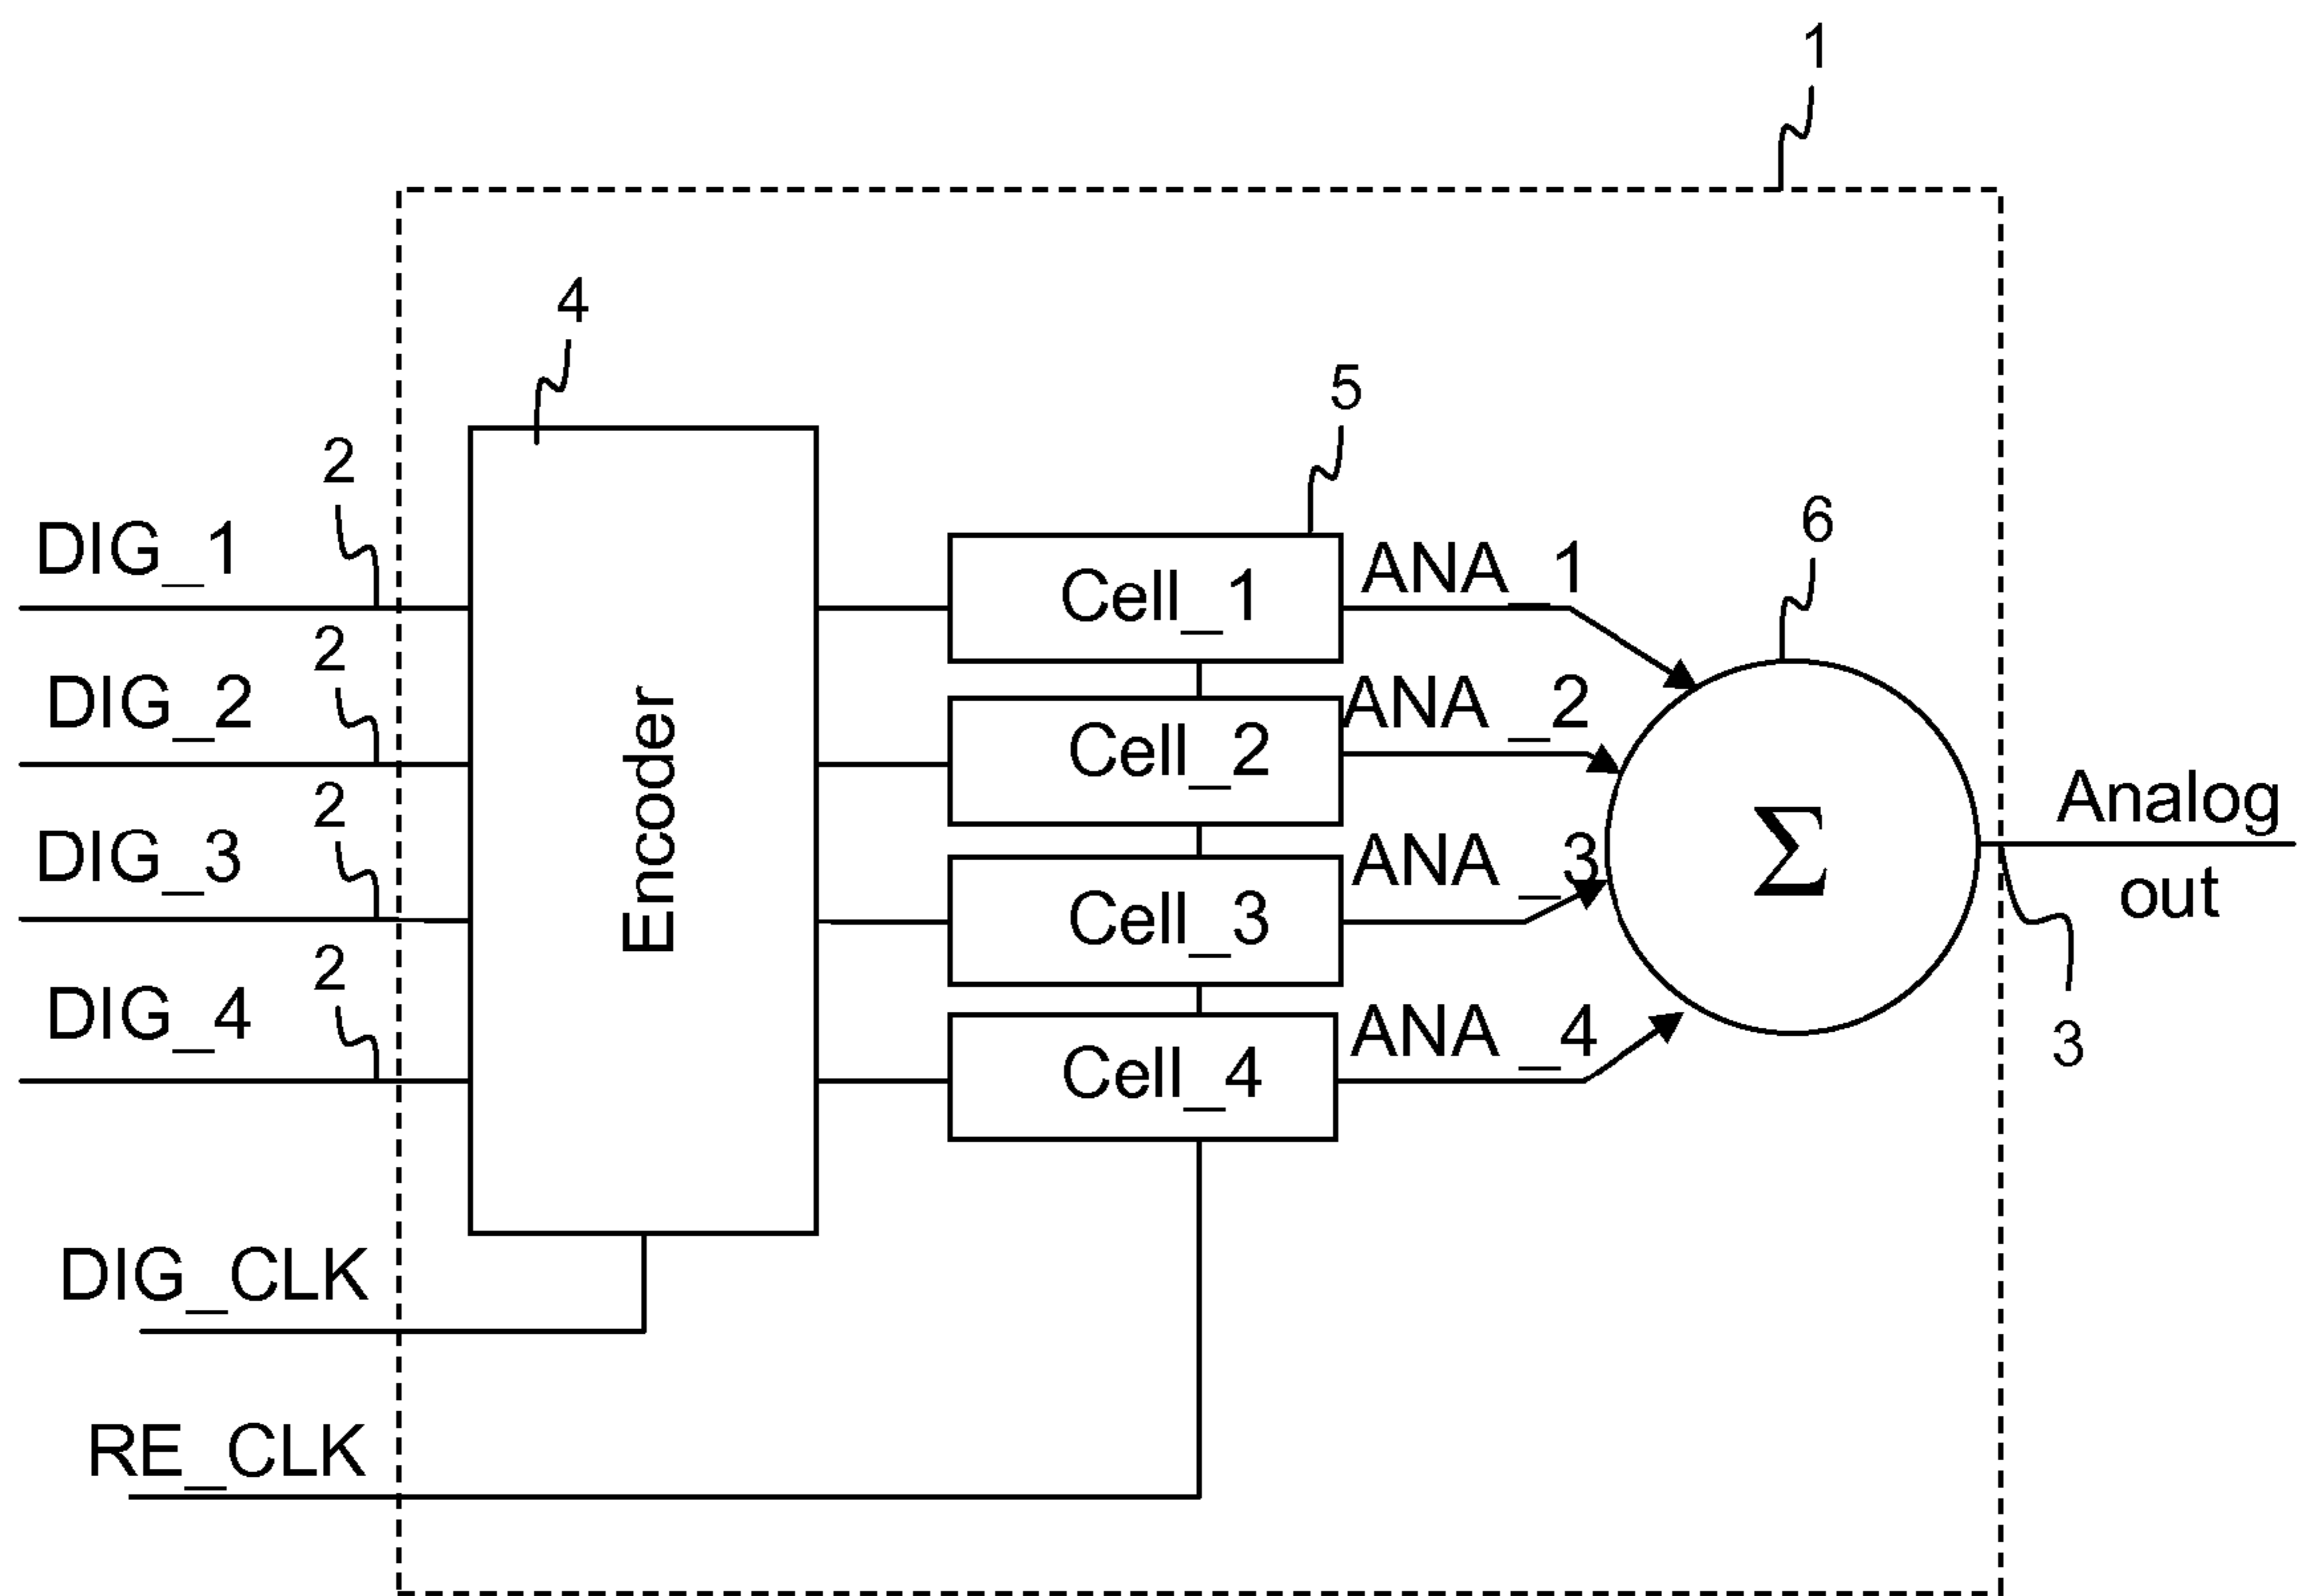 1
4
5
2
6
DIG_1
Cell_1
ANA_1
2
DIG_2
Cell_2
ANA_2
2
DIG_3
Encoder
Cell_3
ANA_3
Σ
Analog
out
2
DIG_4
Cell_4
ANA_4
3
DIG_CLK
RE_CLK